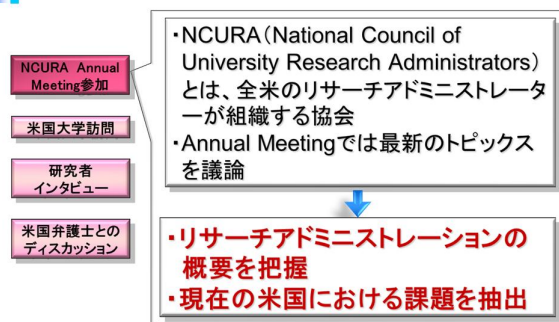 NCURA Annual
Meeting参加
米国大学訪問
研究者
インタビュー
米国弁護士との
ディスカッション
・NCURA(National Council of
University Research Administrators)
とは、全米のリサーチアドミニストレータ
ーが組織する協会
・Annual Meetingでは最新のトピックス
を議論
・リサーチアドミニストレーションの
概要を把握
・現在の米国における課題を抽出